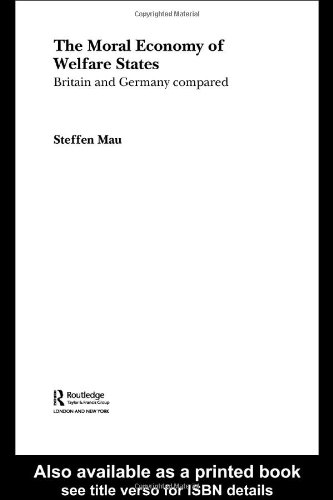 Copyrighted Material
The Moral Economy of
Welfare States
Britain and Germany compared
Steffen Mau
Routledge
Taylor & Francis Group
LONDON AND NEW YORK
Copyrighted Material
Also available as a printed book
see title verso for ISBN details